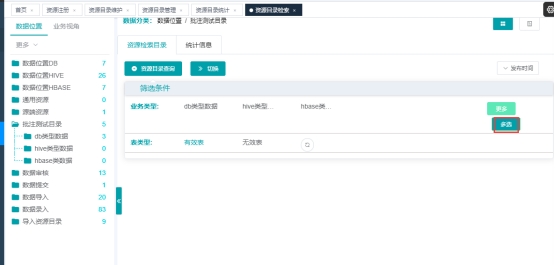 首页 × 资源注册 × 资源目录维护 × 资源目录管理 × 资源目录统计 × 资源目录检索 ×
数据位置 业务视角
更多
数据位置DB 7
数据位置HIVE 26
数据位置HBASE 7
通用资源 0
源端资源 1
批注测试目录 5
db类型数据 3
hive类型数据 0
hbase类数据 0
数据审核 13
数据提交 1
数据导入 20
数据录入 83
导入资源目录 9
数据分类： 数据位置 / 批注测试目录
资源检索目录 统计信息
资源目录查询 切换 发布时间
筛选条件
业务类型： db类型数据 hive类型... hbase类... 更多
多选
表类型： 有效表 无效表